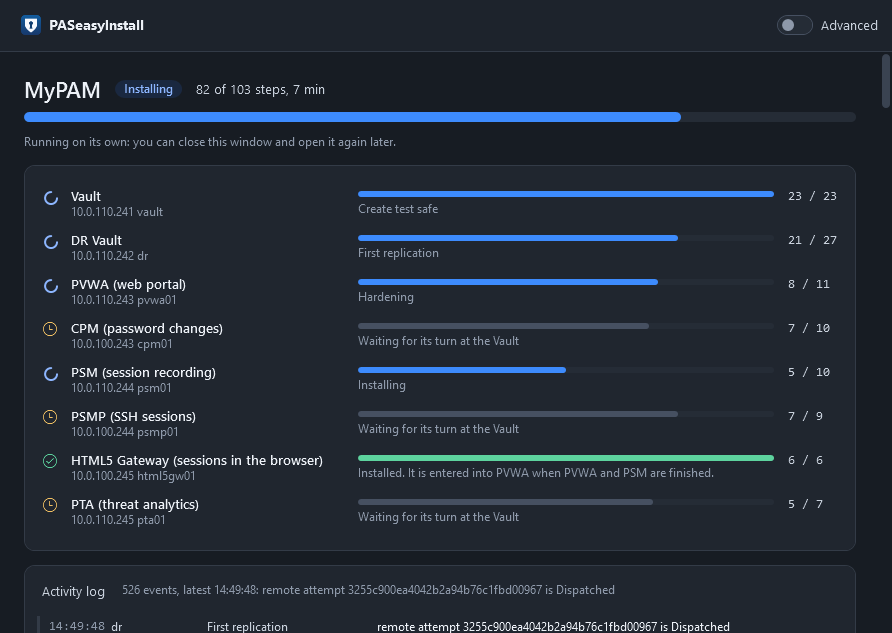 PASeasyInstall
Advanced
MyPAM Installing 82 of 103 steps, 7 min
Running on its own: you can close this window and open it again later.
Vault 23 / 23
10.0.110.241 vault Create test safe
DR Vault 21 / 27
10.0.110.242 dr First replication
PVWA (web portal) 8 / 11
10.0.110.243 pvwa01 Hardening
CPM (password changes) 7 / 10
10.0.100.243 cpm01 Waiting for its turn at the Vault
PSM (session recording) 5 / 10
10.0.110.244 psm01 Installing
PSMP (SSH sessions) 7 / 9
10.0.100.244 psmp01 Waiting for its turn at the Vault
HTML5 Gateway (sessions in the browser) 6 / 6
10.0.100.245 html5gw01 Installed. It is entered into PVWA when PVWA and PSM are finished.
PTA (threat analytics) 5 / 7
10.0.110.245 pta01 Waiting for its turn at the Vault
Activity log 526 events, latest 14:49:48: remote attempt 3255c900ea4042b2a94b76c1fbd00967 is Dispatched
14:49:48 dr First replication remote attempt 3255c900ea4042b2a94b76c1fbd00967 is Dispatched